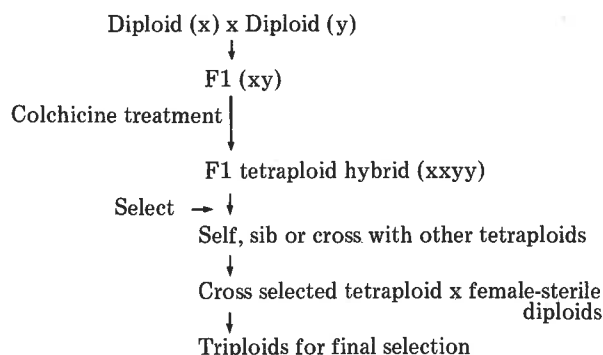 Diploid (x) x Diploid (y)
F1 (xy)
Colchicine treatment
F1 tetraploid hybrid (xxyy)
Select
Self, sib or cross with other tetraploids
Cross selected tetraploid x female-sterile
diploids
Triploids for final selection